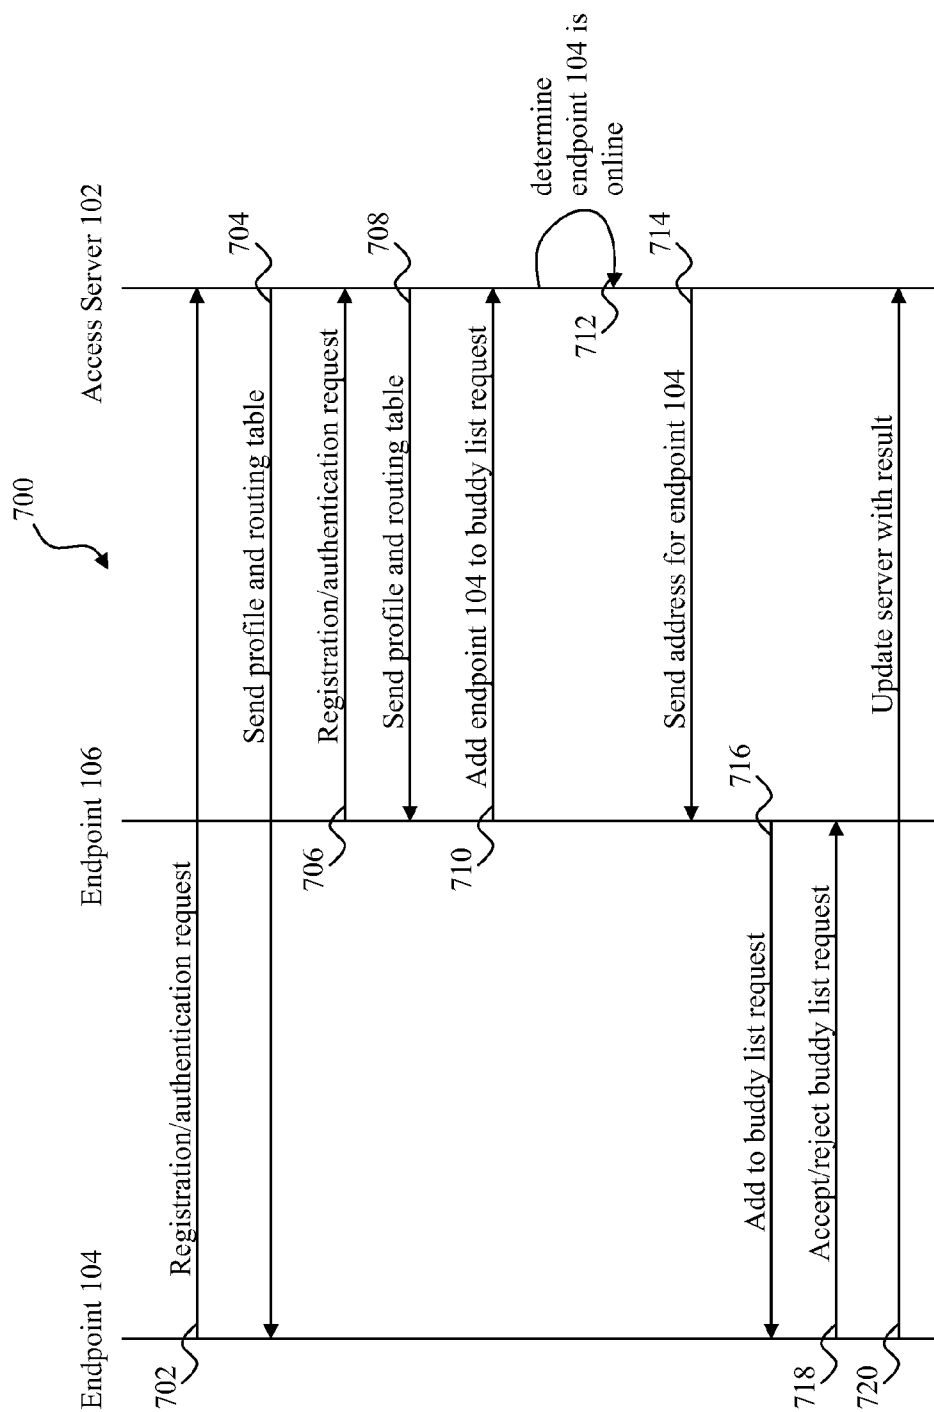 700
Endpoint 104
Endpoint 106
Access Server 102
Registration/authentication request
702
Send profile and routing table
704
Registration/authentication request
706
Send profile and routing table
708
Add endpoint 104 to buddy list request
710
determine
endpoint 104 is
online
712
Send address for endpoint 104
714
Add to buddy list request
716
Accept/reject buddy list request
718
Update server with result
720